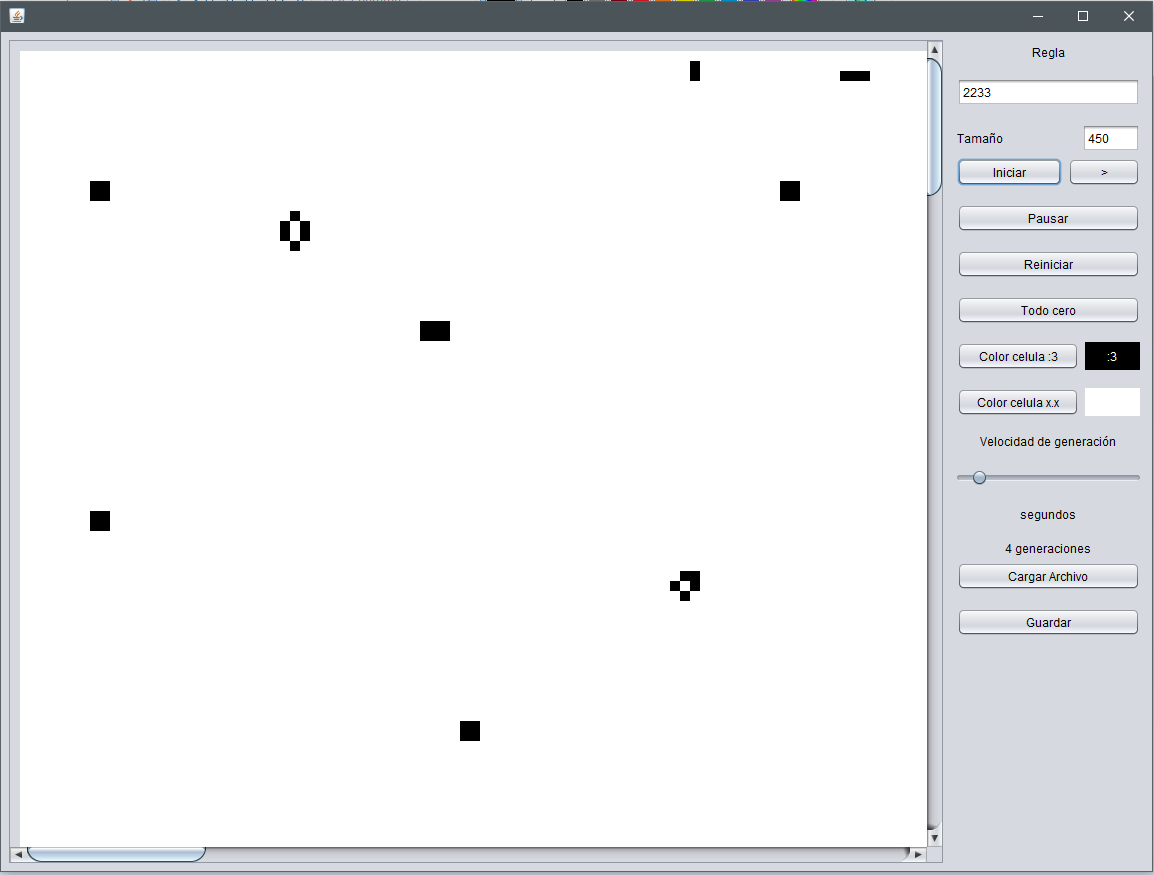 Regla
2233
Tamaño 450
Iniciar >
Pausar
Reiniciar
Todo cero
Color celula :3 :3
Color celula x.x
Velocidad de generación
segundos
4 generaciones
Cargar Archivo
Guardar